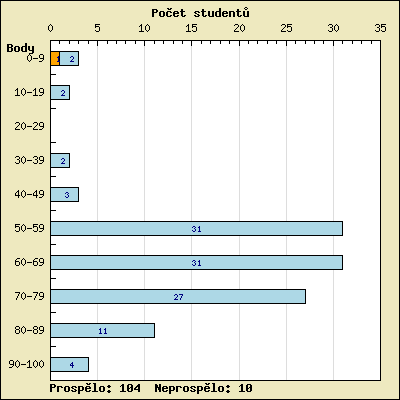 Počet studentů
0 5 10 15 20 25 30 35
Body
0-9 1 2
10-19 2
20-29
30-39 2
40-49 3
50-59 31
60-69 31
70-79 27
80-89 11
90-100 4
Prospělo: 104 Neprospělo: 10